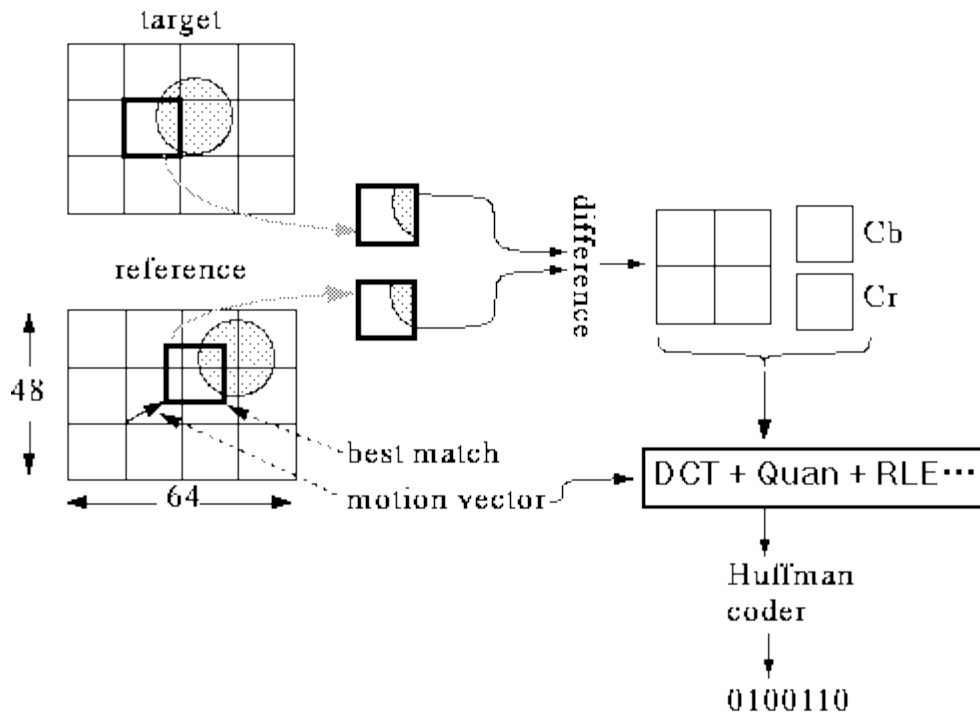 target
reference
48
64
best match
motion vector
difference
Cb
Cr
DCT + Quan + RLE···
Huffman
coder
0100110